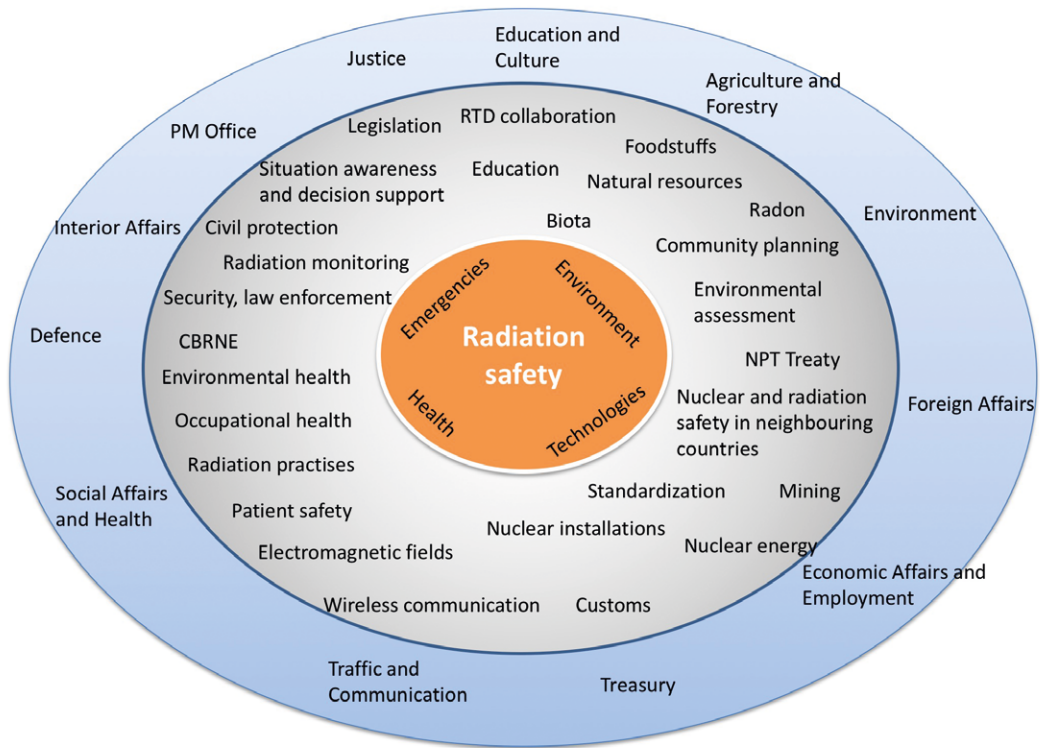 Education and
Culture
Justice
Agriculture and
Forestry
PM Office
Environment
Interior Affairs
Defence
Foreign Affairs
Social Affairs
and Health
Economic Affairs and
Employment
Traffic and
Communication
Treasury
RTD collaboration
Legislation
Foodstuffs
Situation awareness
and decision support
Education
Natural resources
Radon
Biota
Civil protection
Community planning
Radiation monitoring
Security, law enforcement
Environmental
assessment
CBRNE
NPT Treaty
Environmental health
Nuclear and radiation
safety in neighbouring
countries
Occupational health
Radiation practises
Standardization
Mining
Patient safety
Nuclear installations
Electromagnetic fields
Nuclear energy
Wireless communication
Customs
Emergencies
Environment
Radiation
safety
Health
Technologies